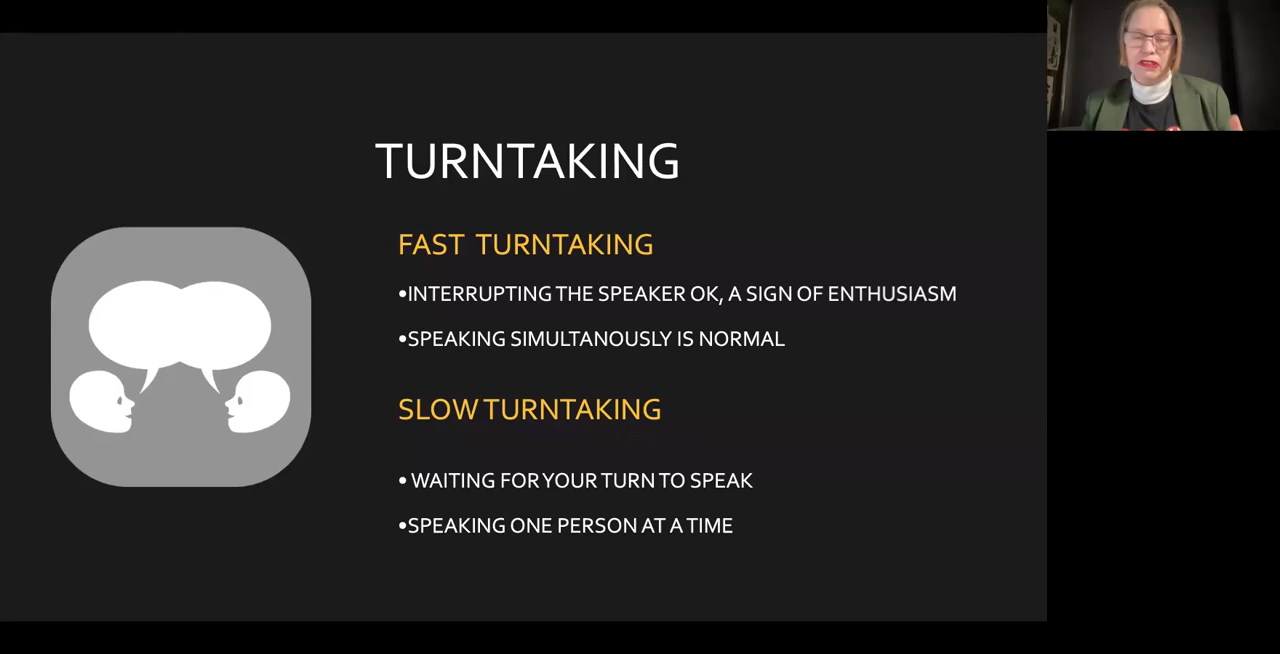 TURNTAKING
FAST TURNTAKING
•INTERRUPTING THE SPEAKER OK, A SIGN OF ENTHUSIASM
•SPEAKING SIMULTANOUSLY IS NORMAL
SLOW TURNTAKING
• WAITING FOR YOUR TURN TO SPEAK
•SPEAKING ONE PERSON AT A TIME